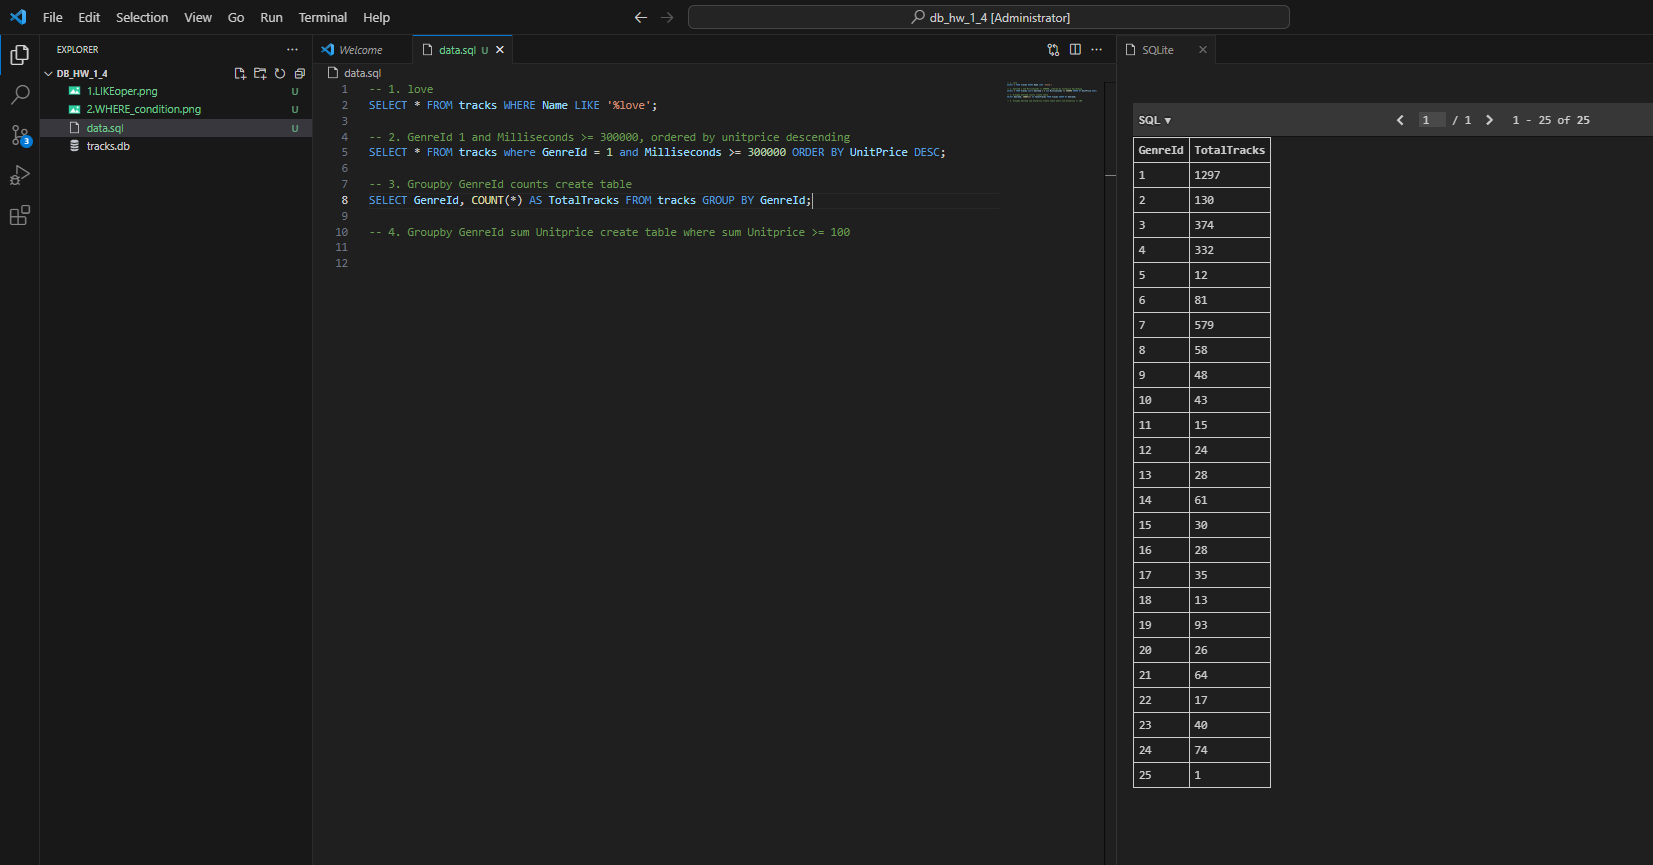 File Edit Selection View Go Run Terminal Help
db_hw_1_4 [Administrator]
EXPLORER
DB_HW_1_4
1.LIKEoper.png U
2.WHERE_condition.png U
data.sql U
tracks.db
3
Welcome
data.sql U
data.sql
1 -- 1. love
2 SELECT * FROM tracks WHERE Name LIKE '%love';
3
4 -- 2. GenreId 1 and Milliseconds >= 300000, ordered by unitprice descending
5 SELECT * FROM tracks where GenreId = 1 and Milliseconds >= 300000 ORDER BY UnitPrice DESC;
6
7 -- 3. Groupby GenreId counts create table
8 SELECT GenreId, COUNT(*) AS TotalTracks FROM tracks GROUP BY GenreId;
9
10 -- 4. Groupby GenreId sum Unitprice create table where sum Unitprice >= 100
11
12
SQLite
SQL ▼ 1 / 1 1 - 25 of 25
GenreId TotalTracks
1 1297
2 130
3 374
4 332
5 12
6 81
7 579
8 58
9 48
10 43
11 15
12 24
13 28
14 61
15 30
16 28
17 35
18 13
19 93
20 26
21 64
22 17
23 40
24 74
25 1